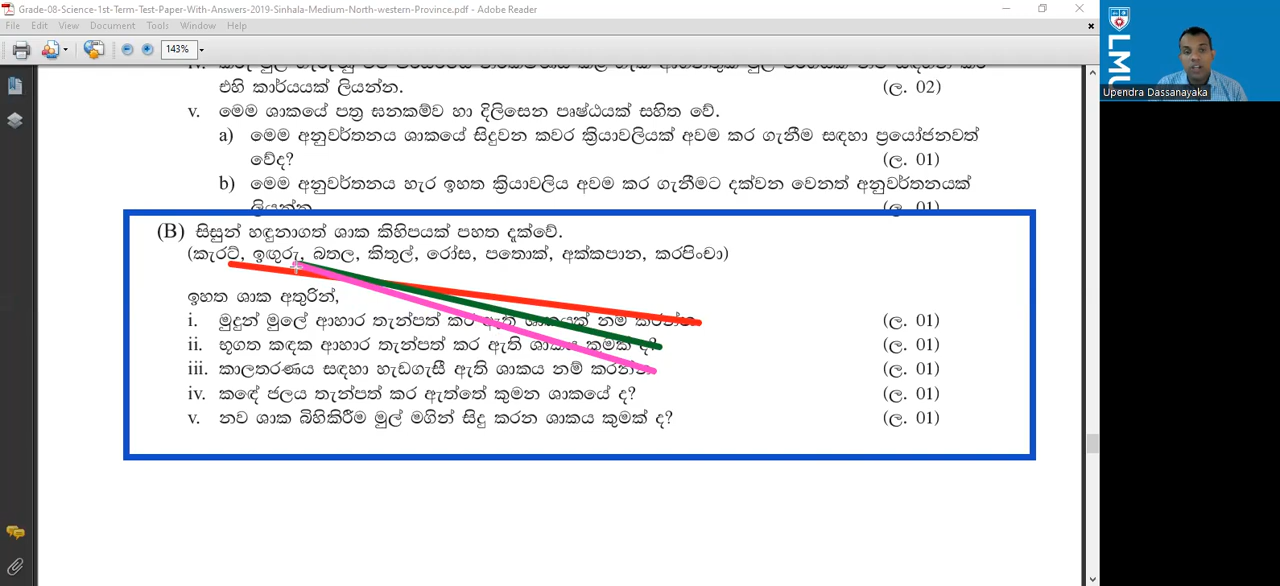 Grade-08-Science-1st-Term-Test-Paper-With-Answers-2019-Sinhala-Medium-North-western-Province.pdf - Adobe Reader
File Edit View Document Tools Window Help
143%
එහි කාර්යයක් ලියන්න. (ල. 02)
v. මෙම ශාකයේ පත්‍ර ඝනකම්ව හා දිලිසෙන පෘෂ්ඨයක් සහිත වේ.
a) මෙම අනුවර්තනය ශාකයේ සිදුවන කවර ක්‍රියාවලියක් අවම කර ගැනීම සඳහා ප්‍රයෝජනවත්
වේද? (ල. 01)
b) මෙම අනුවර්තනය හැර ඉහත ක්‍රියාවලිය අවම කර ගැනීමට දක්වන වෙනත් අනුවර්තනයක්
ලියන්න. (ල. 01)
(B) සිසුන් හඳුනාගත් ශාක කිහිපයක් පහත දැක්වේ.
(කැරට්, ඉඟුරු, බතල, කිතුල්, රෝස, පතොක්, අක්කපාන, කරපිංචා)
ඉහත ශාක අතුරින්,
i. මුදුන් මුලේ ආහාර තැන්පත් කර ඇති ශාකයක් නම් කරන්න. (ල. 01)
ii. භූගත කඳක ආහාර තැන්පත් කර ඇති ශාකය කුමක් ද? (ල. 01)
iii. කාලතරණය සඳහා හැඩගැසී ඇති ශාකය නම් කරන්න. (ල. 01)
iv. කඳේ ජලය තැන්පත් කර ඇත්තේ කුමන ශාකයේ ද? (ල. 01)
v. නව ශාක බිහිකිරීම මුල් මගින් සිදු කරන ශාකය කුමක් ද? (ල. 01)
LMU
Upendra Dassanayaka